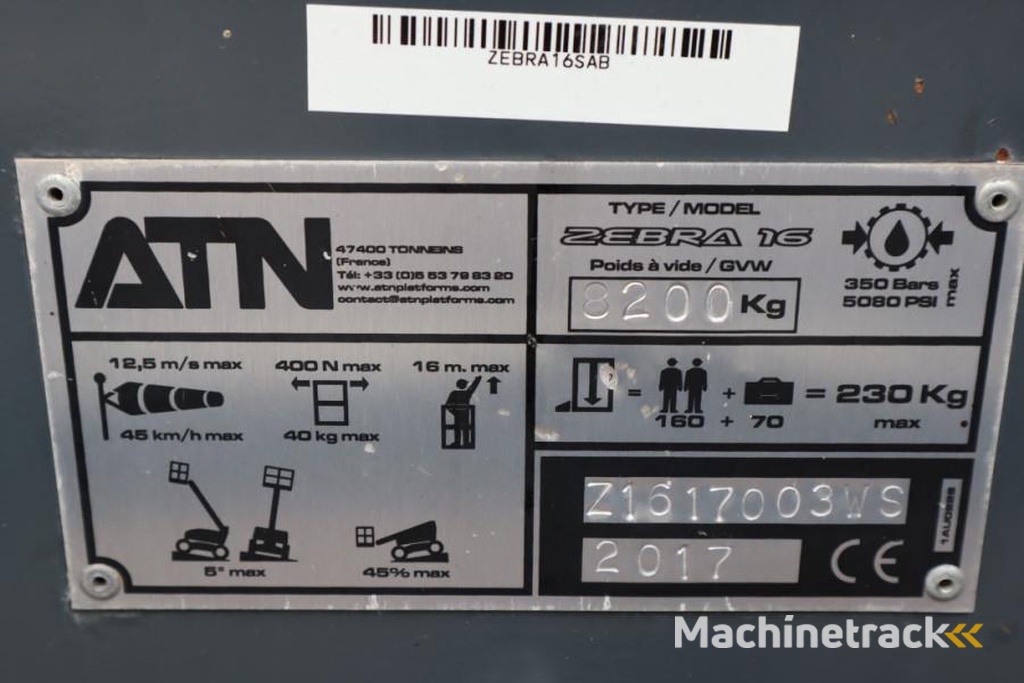 ZEBRA16SAB
ATN
47400 TONNEINS
(France)
Tél: +33 (0)5 53 79 83 20
www.atnplatforms.com
contact@atnplatforms.com
TYPE / MODEL
ZEBRA 16
Poids à vide / GVW
8200 Kg
350 Bars
5080 PSI
max
12,5 m/s max
45 km/h max
400 N max
40 kg max
16 m. max
= + = 230 Kg
160 + 70 max
5° max
45% max
Z1617003WS
2017
CE
1AU0928
Machinetrack